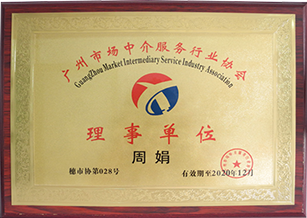 广州市场中介服务行业协会
GuangZhou Market Intermediary Service Industry Association
理事单位
周娟
穗市协第028号
有效期至2020年12月